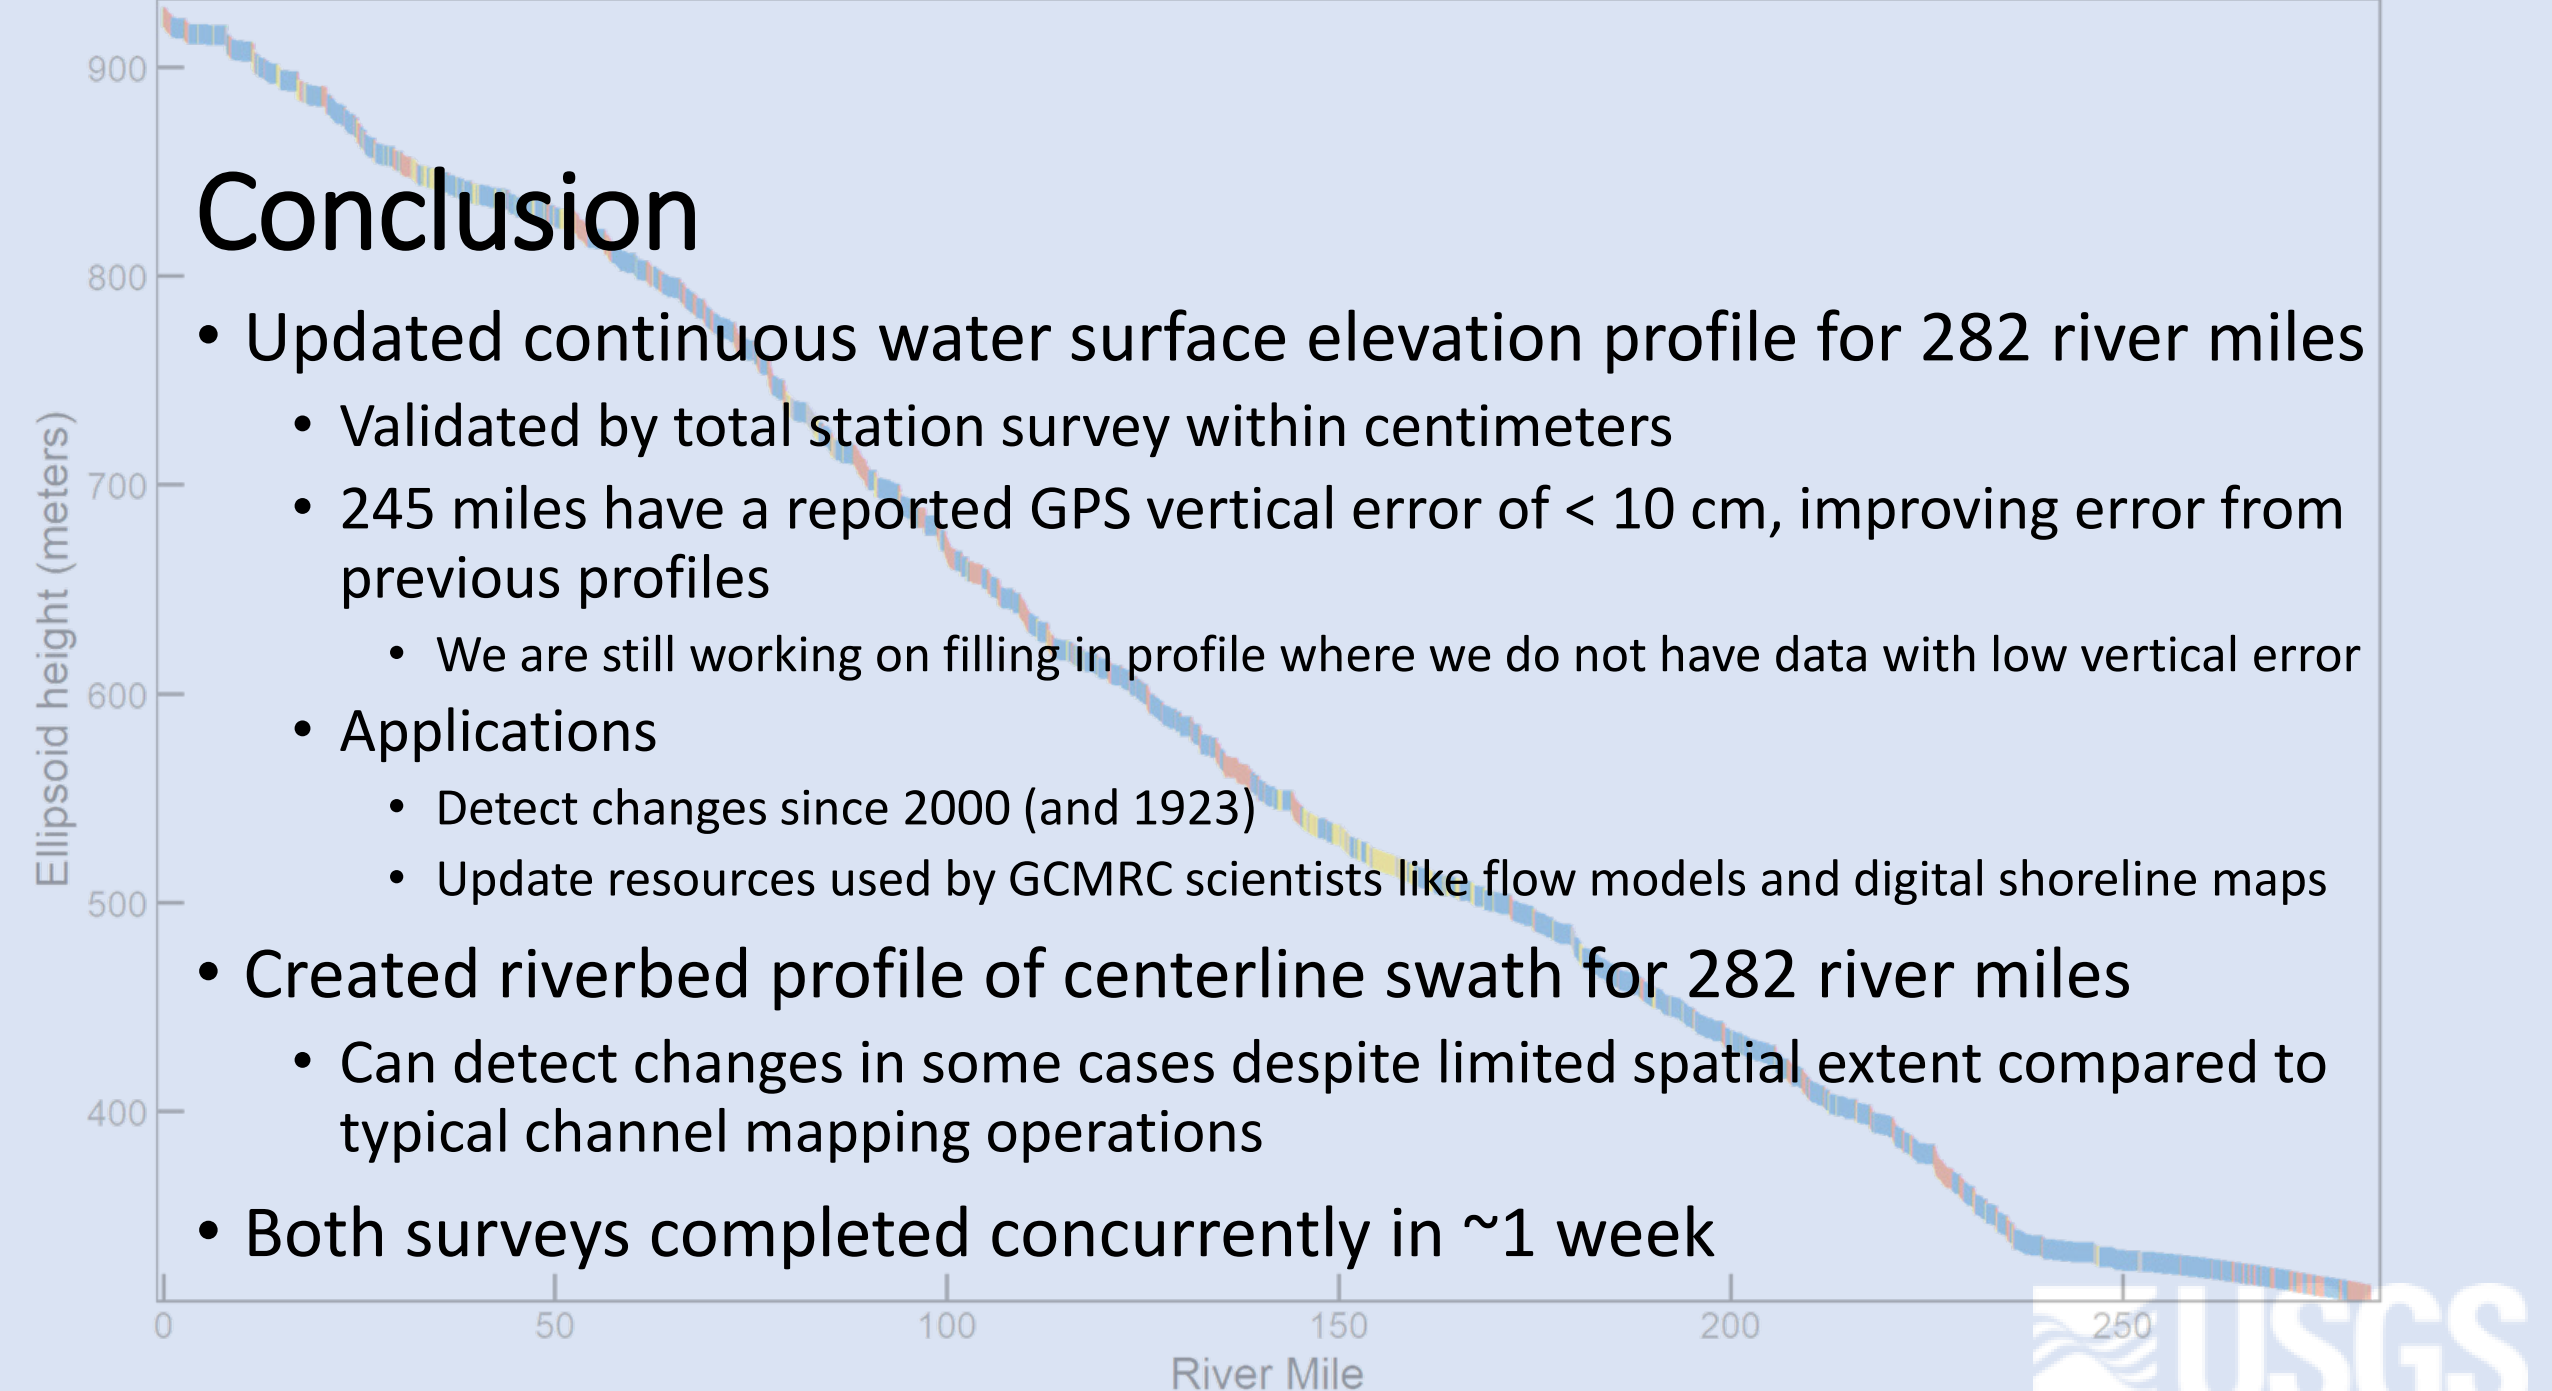 Conclusion
• Updated continuous water surface elevation profile for 282 river miles
• Validated by total station survey within centimeters
• 245 miles have a reported GPS vertical error of < 10 cm, improving error from
previous profiles
• We are still working on filling in profile where we do not have data with low vertical error
• Applications
• Detect changes since 2000 (and 1923)
• Update resources used by GCMRC scientists like flow models and digital shoreline maps
• Created riverbed profile of centerline swath for 282 river miles
• Can detect changes in some cases despite limited spatial extent compared to
typical channel mapping operations
• Both surveys completed concurrently in ~1 week
Ellipsoid height (meters)
900
800
700
600
500
400
0 50 100 150 200 250
River Mile
USGS